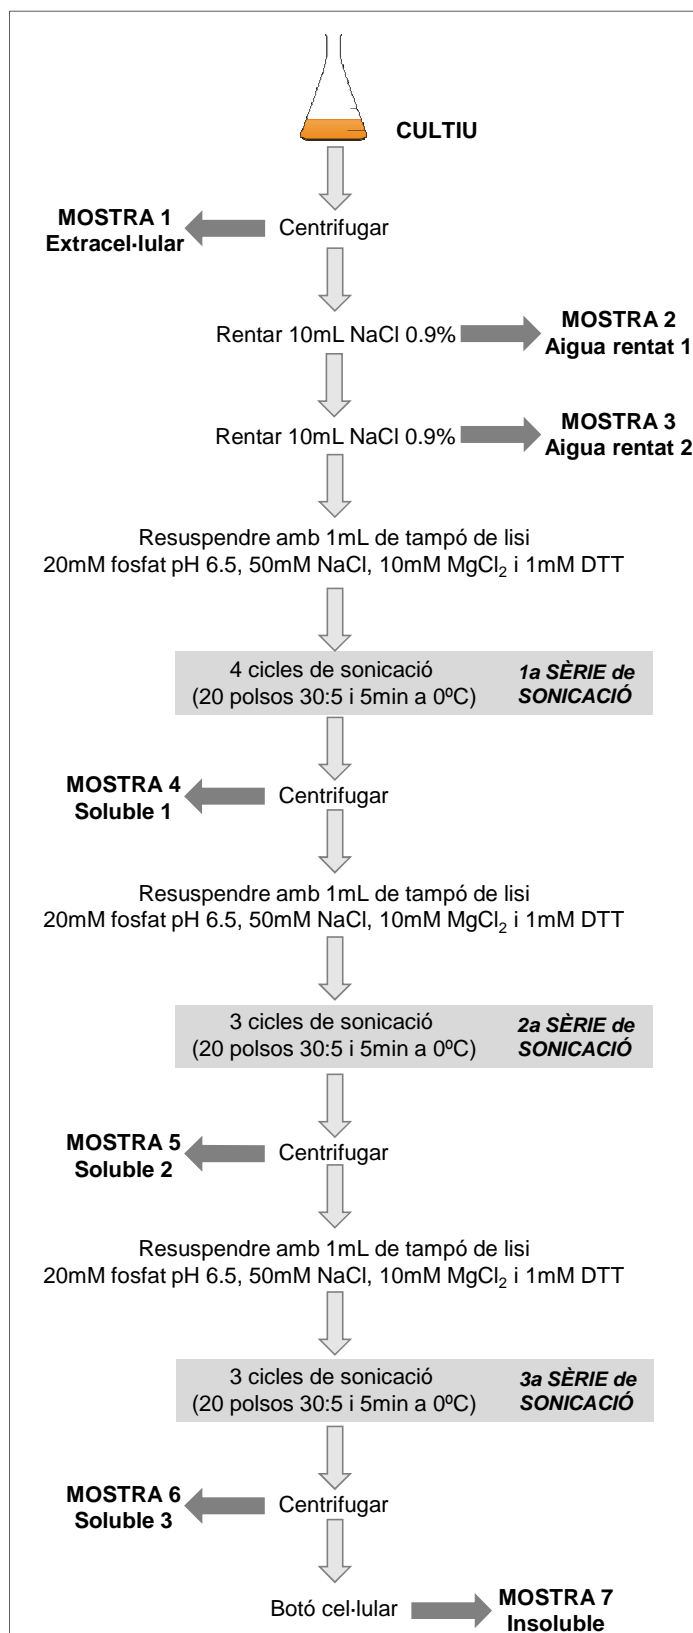 CULTIU
MOSTRA 1
Extracel·lular
Centrifugar
Rentar 10mL NaCl 0.9%
MOSTRA 2
Aigua rentat 1
Rentar 10mL NaCl 0.9%
MOSTRA 3
Aigua rentat 2
Resuspendre amb 1mL de tampó de lisi
20mM fosfat pH 6.5, 50mM NaCl, 10mM MgCl₂ i 1mM DTT
4 cicles de sonicació
(20 polsos 30:5 i 5min a 0ºC)
1a SÈRIE de
SONICACIÓ
MOSTRA 4
Soluble 1
Centrifugar
Resuspendre amb 1mL de tampó de lisi
20mM fosfat pH 6.5, 50mM NaCl, 10mM MgCl₂ i 1mM DTT
3 cicles de sonicació
(20 polsos 30:5 i 5min a 0ºC)
2a SÈRIE de
SONICACIÓ
MOSTRA 5
Soluble 2
Centrifugar
Resuspendre amb 1mL de tampó de lisi
20mM fosfat pH 6.5, 50mM NaCl, 10mM MgCl₂ i 1mM DTT
3 cicles de sonicació
(20 polsos 30:5 i 5min a 0ºC)
3a SÈRIE de
SONICACIÓ
MOSTRA 6
Soluble 3
Centrifugar
Botó cel·lular
MOSTRA 7
Insoluble